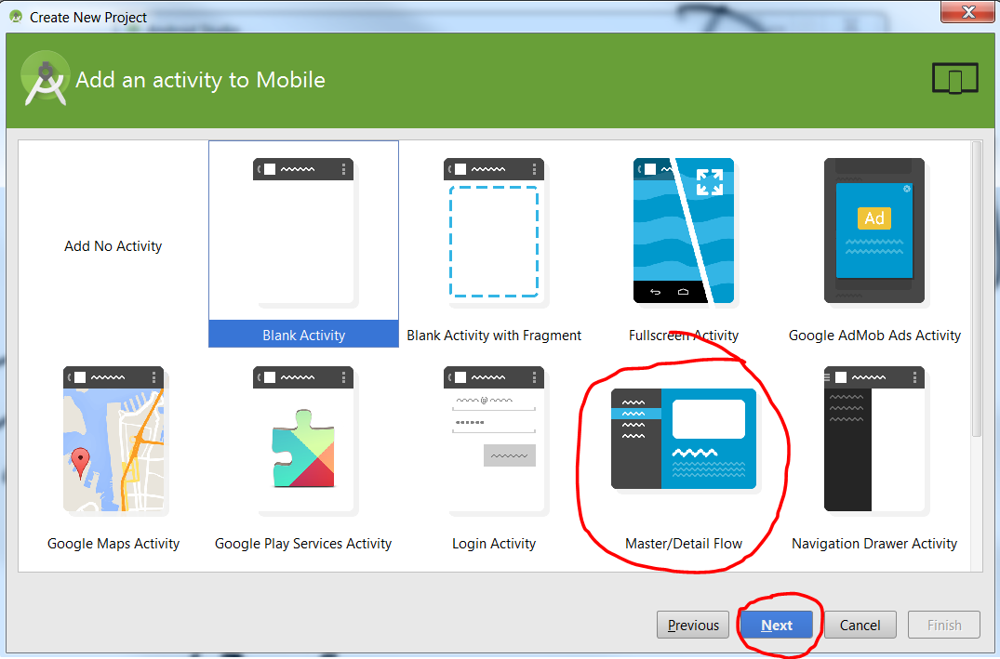 Create New Project
Add an activity to Mobile
Add No Activity
Blank Activity
Blank Activity with Fragment
Fullscreen Activity
Ad
Google AdMob Ads Activity
@
Google Maps Activity
Google Play Services Activity
Login Activity
Master/Detail Flow
Navigation Drawer Activity
Previous
Next
Cancel
Finish